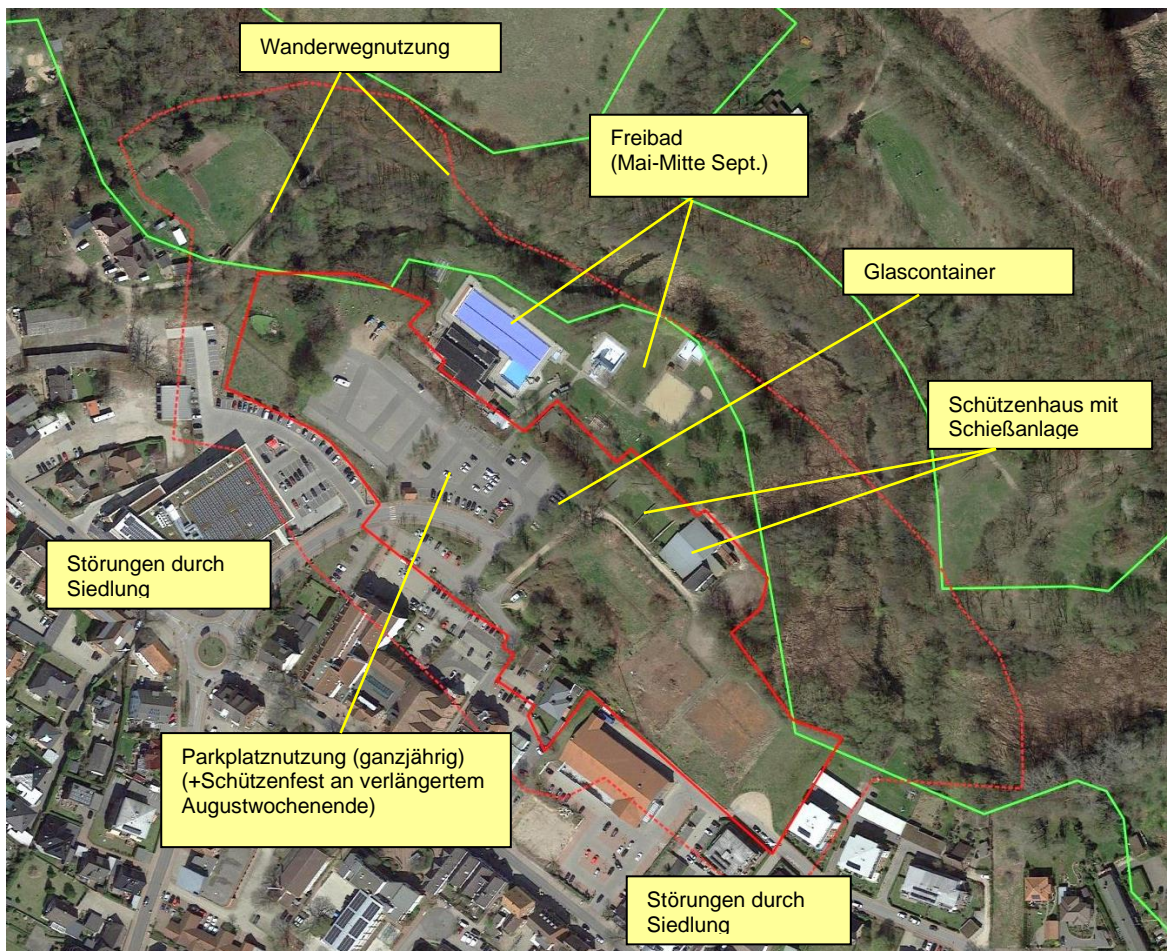 Wanderwegnutzung
Freibad
(Mai-Mitte Sept.)
Glascontainer
Schützenhaus mit
Schießanlage
Störungen durch
Siedlung
Parkplatznutzung (ganzjährig)
(+Schützenfest an verlängertem
Augustwochenende)
Störungen durch
Siedlung